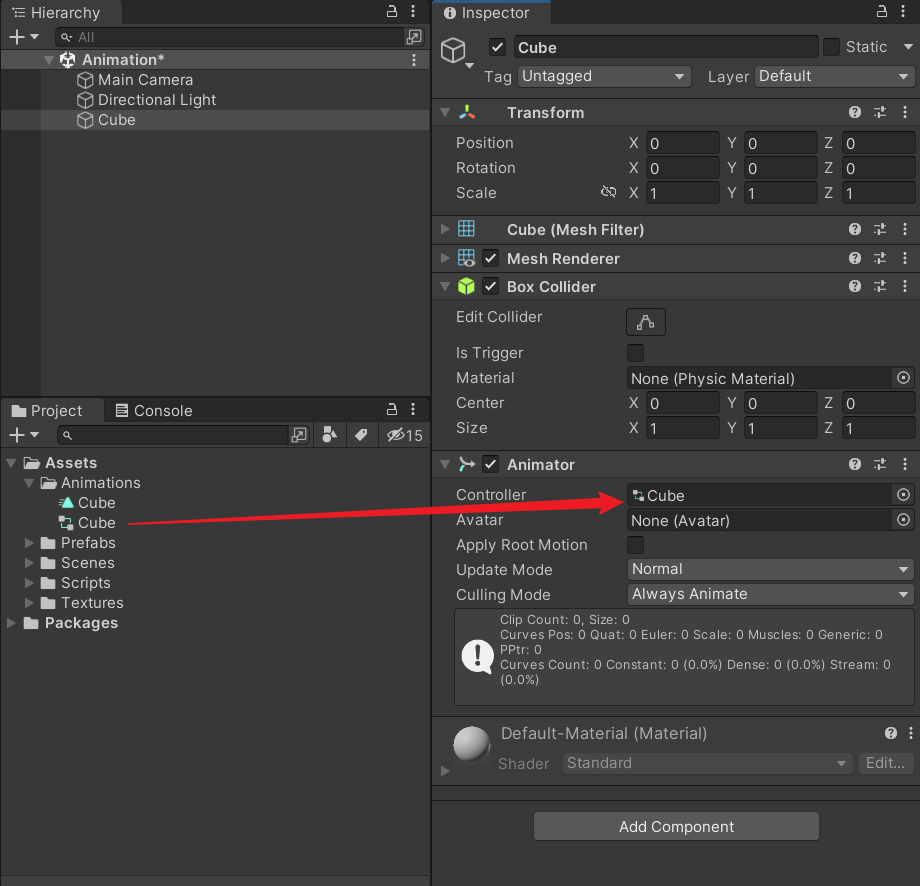 Hierarchy
All
Animation*
Main Camera
Directional Light
Cube
Project
Console
15
Assets
Animations
Cube
Cube
Prefabs
Scenes
Scripts
Textures
Packages
Inspector
Cube
Static
Tag Untagged Layer Default
Transform
Position X 0 Y 0 Z 0
Rotation X 0 Y 0 Z 0
Scale X 1 Y 1 Z 1
Cube (Mesh Filter)
Mesh Renderer
Box Collider
Edit Collider
Is Trigger
Material None (Physic Material)
Center X 0 Y 0 Z 0
Size X 1 Y 1 Z 1
Animator
Controller Cube
Avatar None (Avatar)
Apply Root Motion
Update Mode Normal
Culling Mode Always Animate
Clip Count: 0, Size: 0
Curves Pos: 0 Quat: 0 Euler: 0 Scale: 0 Muscles: 0 Generic: 0
PPtr: 0
Curves Count: 0 Constant: 0 (0.0%) Dense: 0 (0.0%) Stream: 0
(0.0%)
Default-Material (Material)
Shader Standard Edit...
Add Component